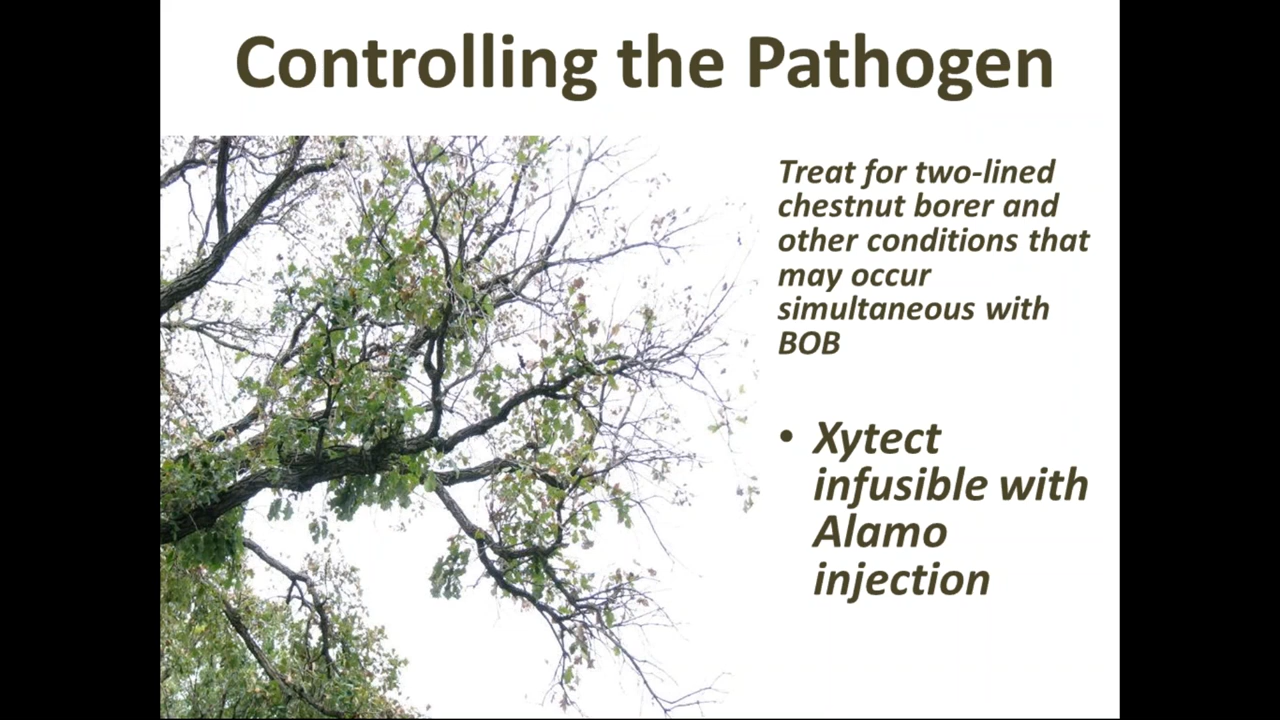 Controlling the Pathogen
Treat for two-lined
chestnut borer and
other conditions that
may occur
simultaneous with
BOB
• Xytect
infusible with
Alamo
injection